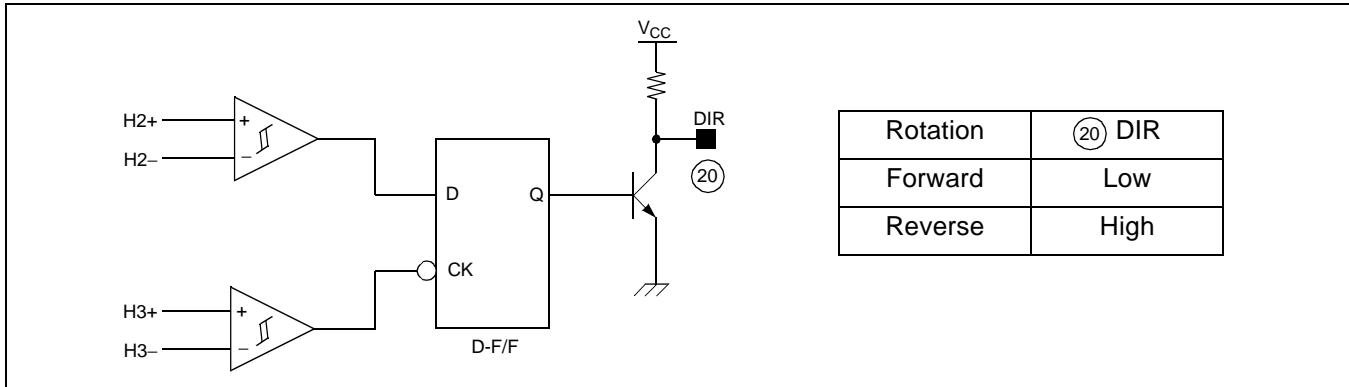 VCC
H2+
H2–
+
–
DIR
20
D
Q
CK
H3+
H3–
+
–
D-F/F
Rotation 20 DIR
Forward Low
Reverse High